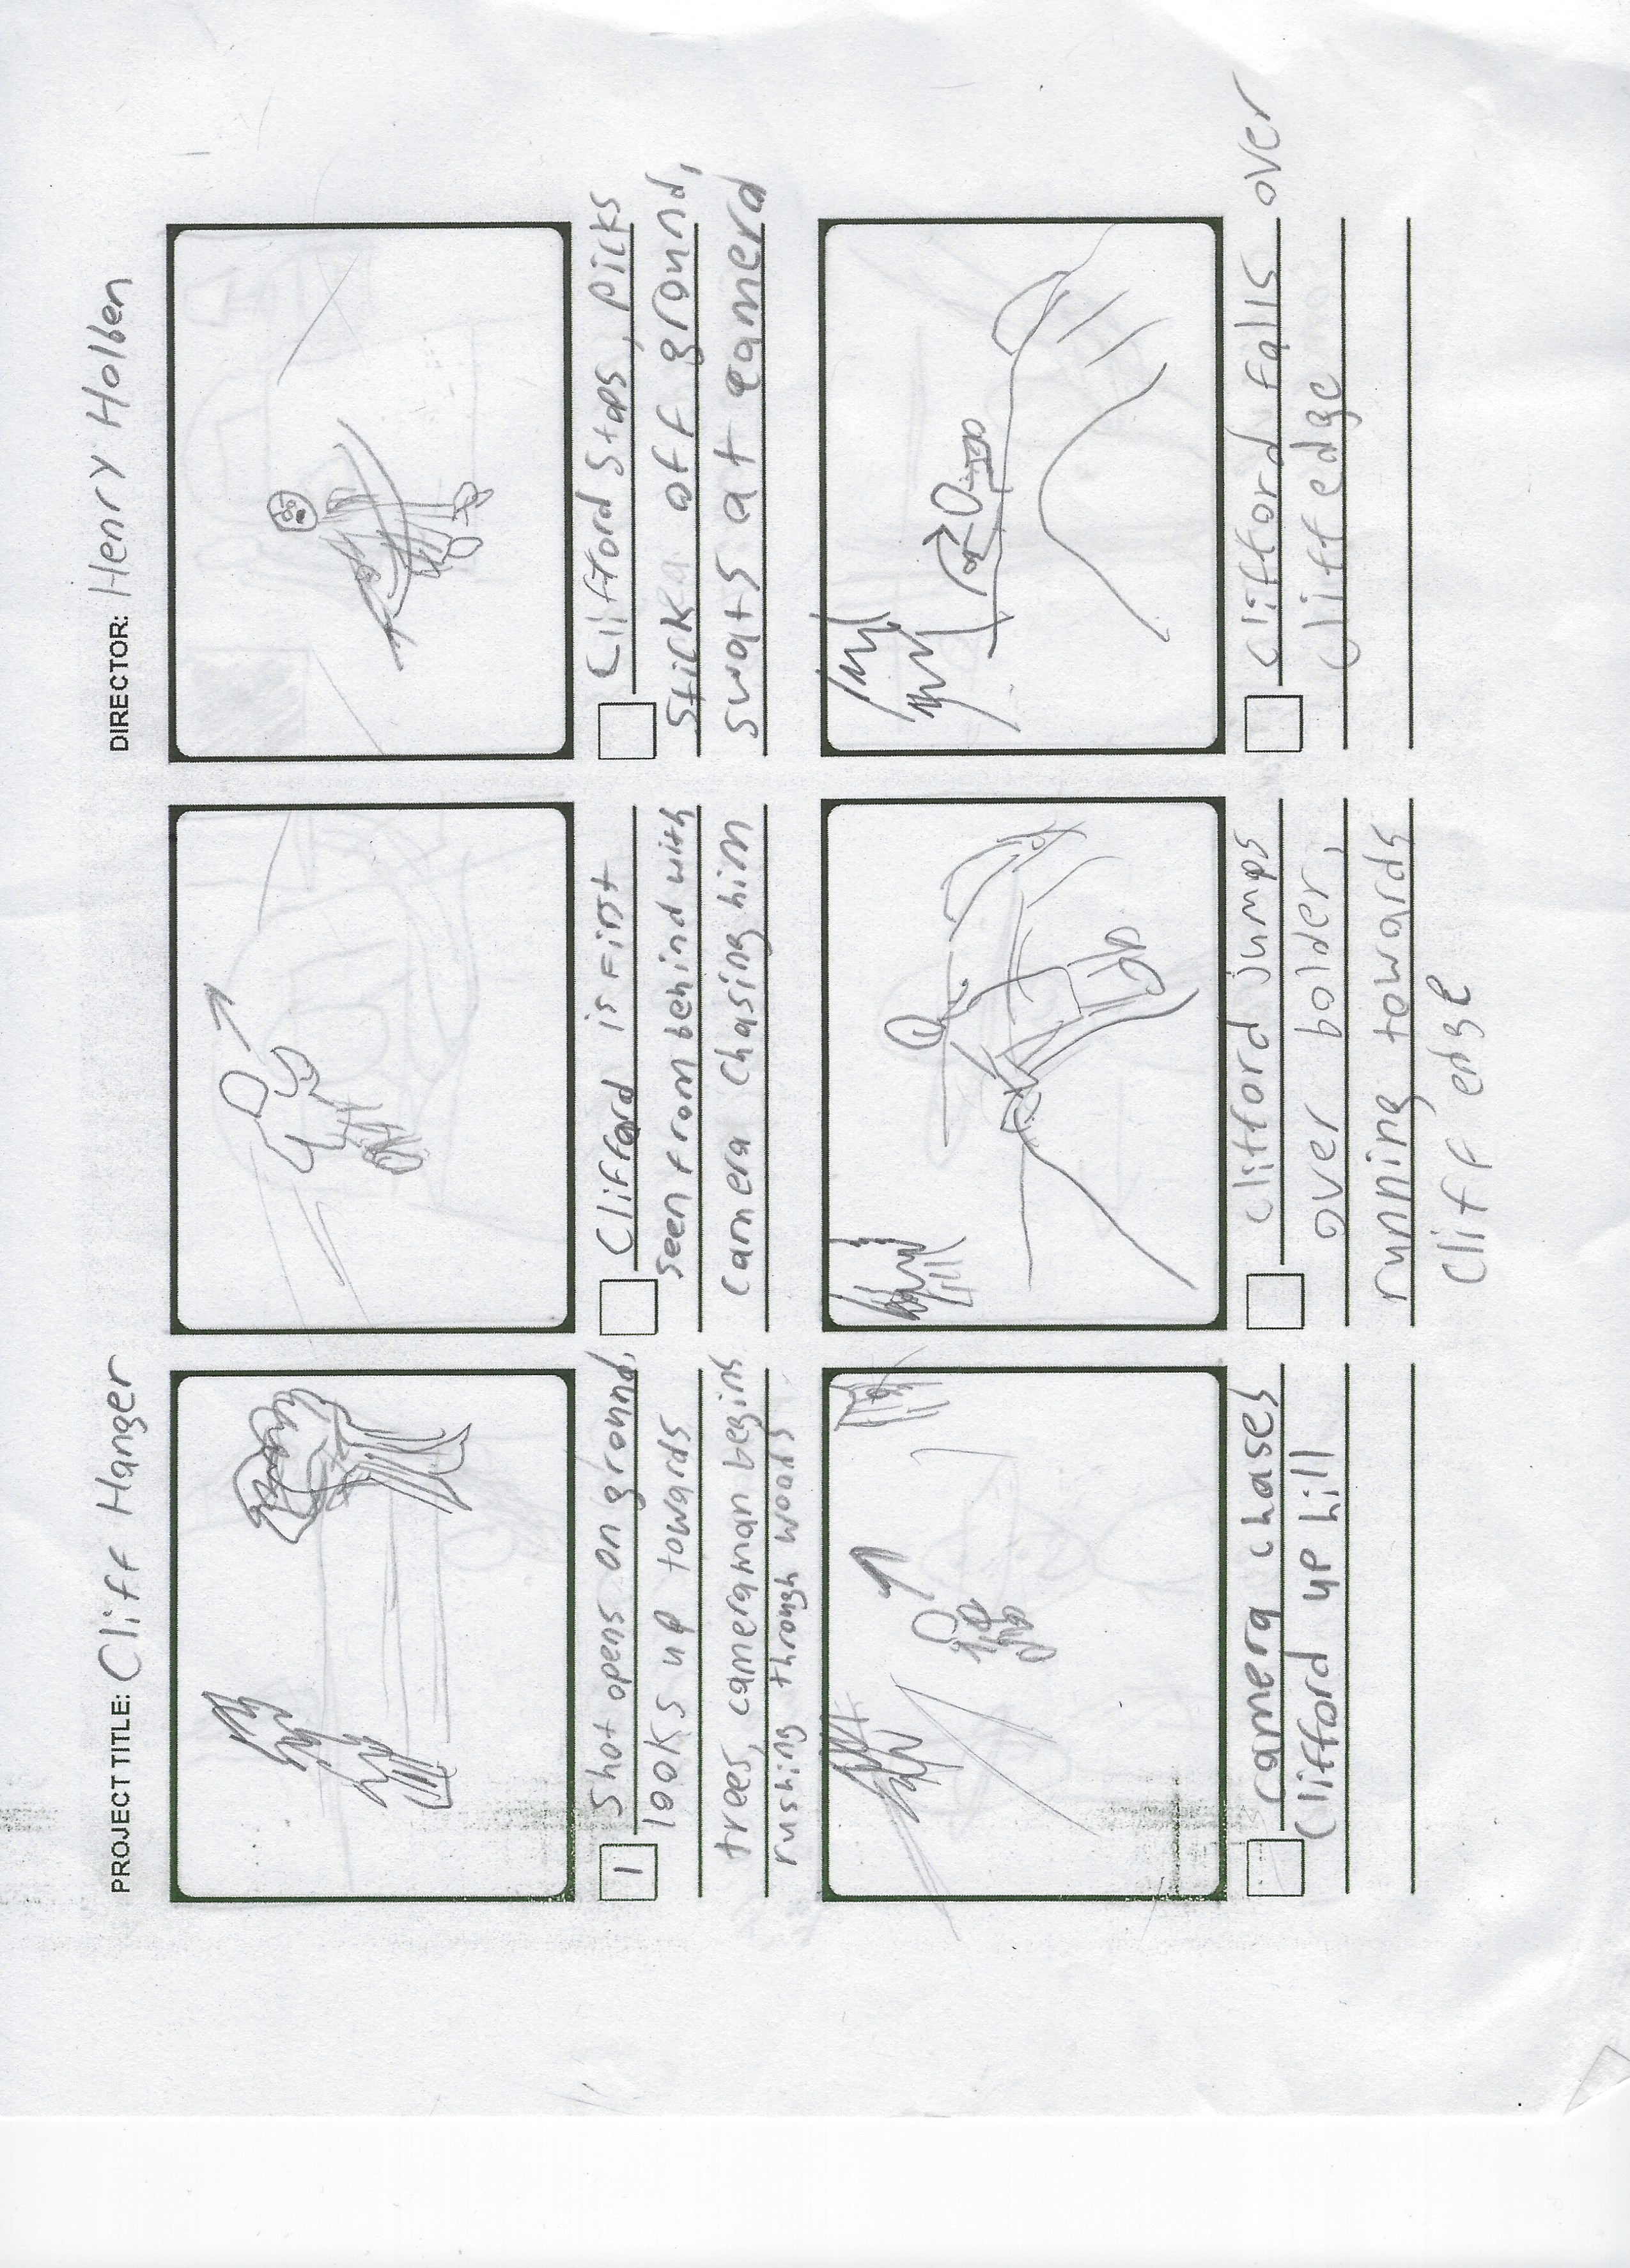 PROJECT TITLE: Cliff Hanger
DIRECTOR: Henry Holben
1
Shot opens on ground,
looks up towards
trees, cameraman begins
rushing through woods
Clifford is first
seen from behind with
camera chasing him
Clifford stops, picks
stick off ground,
swats at camera
camera chases
Clifford up hill
Clifford jumps
over bolder,
running towards
cliff edge
Clifford falls over
cliff edge